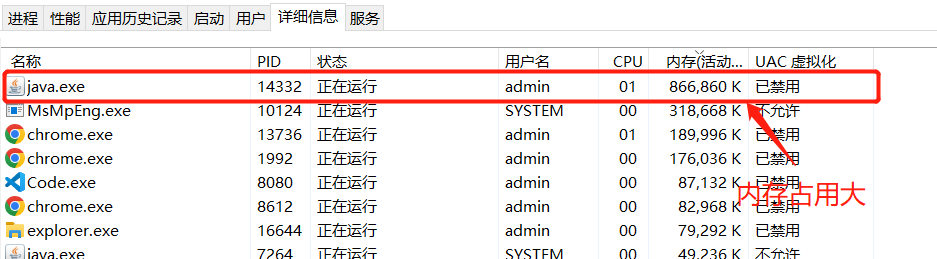 进程 性能 应用历史记录 启动 用户 详细信息 服务
名称 PID 状态 用户名 CPU 内存(活动... UAC 虚拟化
java.exe 14332 正在运行 admin 01 866,860 K 已禁用
MsMpEng.exe 10124 正在运行 SYSTEM 00 318,668 K 不允许
chrome.exe 13736 正在运行 admin 01 189,996 K 已禁用
chrome.exe 1992 正在运行 admin 00 176,036 K 已禁用
Code.exe 8080 正在运行 admin 00 87,132 K 已禁用
内存占用大
chrome.exe 8612 正在运行 admin 00 82,968 K 已禁用
explorer.exe 16644 正在运行 admin 00 79,292 K 已禁用
java.exe 7264 正在运行 SYSTEM 00 49,236 K 不允许